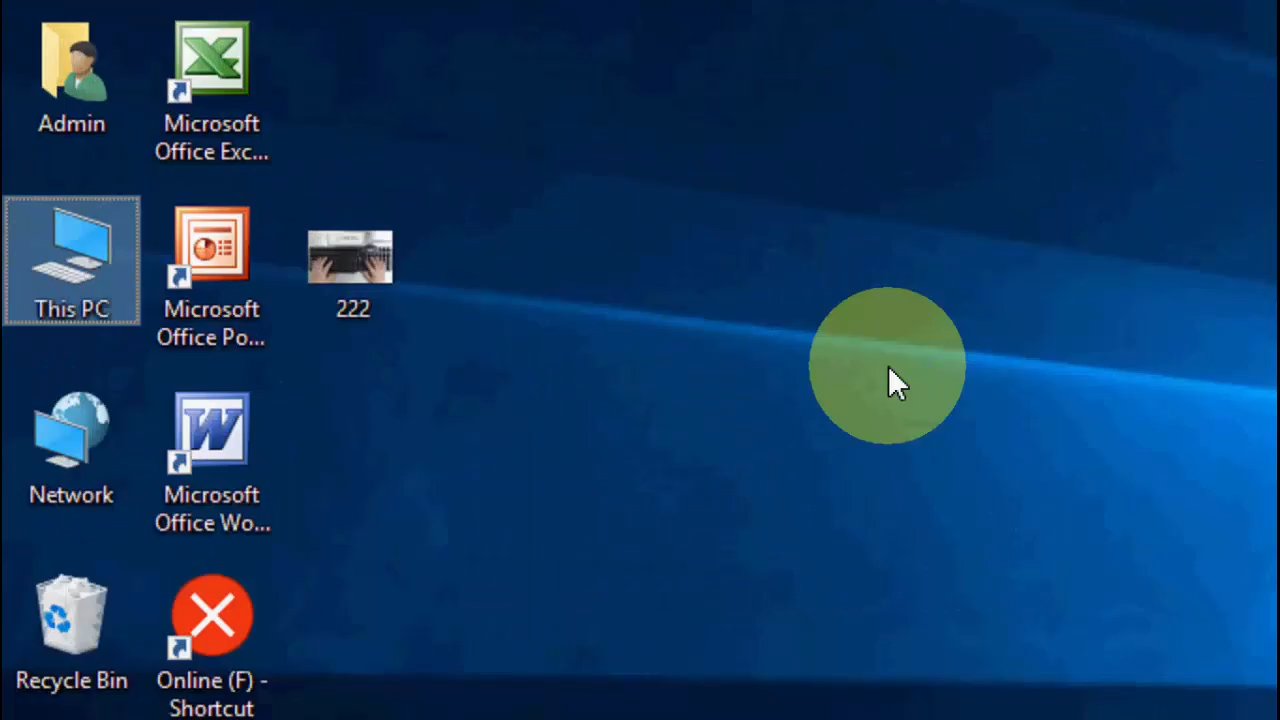 Admin
Microsoft
Office Exc...
This PC
Microsoft
Office Po...
222
Network
Microsoft
Office Wo...
Recycle Bin
Online (F) -
Shortcut